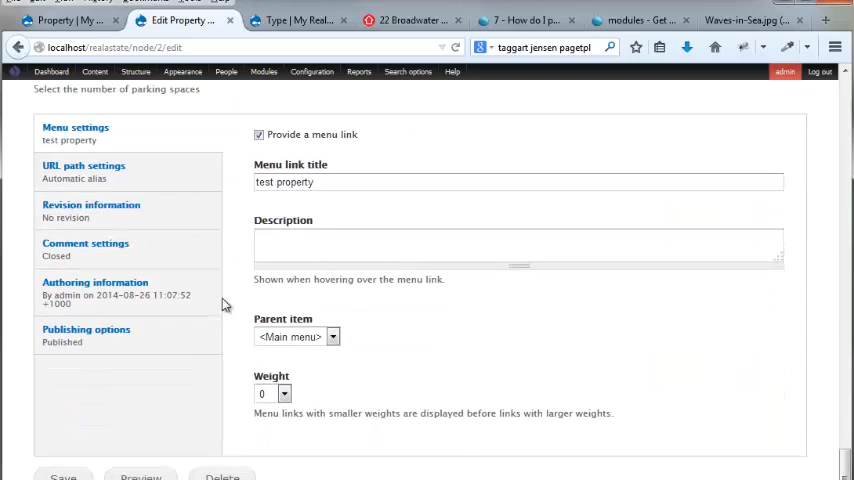 Property | My ...
Edit Property ...
Type | My Real...
22 Broadwater ...
7 - How do I p...
modules - Get ...
Waves-in-Sea.jpg (...
localhost/realastate/node/2/edit
taggart jensen pagetpl
Dashboard Content Structure Appearance People Modules Configuration Reports Search options Help admin Log out
Select the number of parking spaces
Menu settings
test property
URL path settings
Automatic alias
Revision information
No revision
Comment settings
Closed
Authoring information
By admin on 2014-08-26 11:07:52
+1000
Publishing options
Published
Provide a menu link
Menu link title
test property
Description
Shown when hovering over the menu link.
Parent item
<Main menu>
Weight
0
Menu links with smaller weights are displayed before links with larger weights.
Save Preview Delete